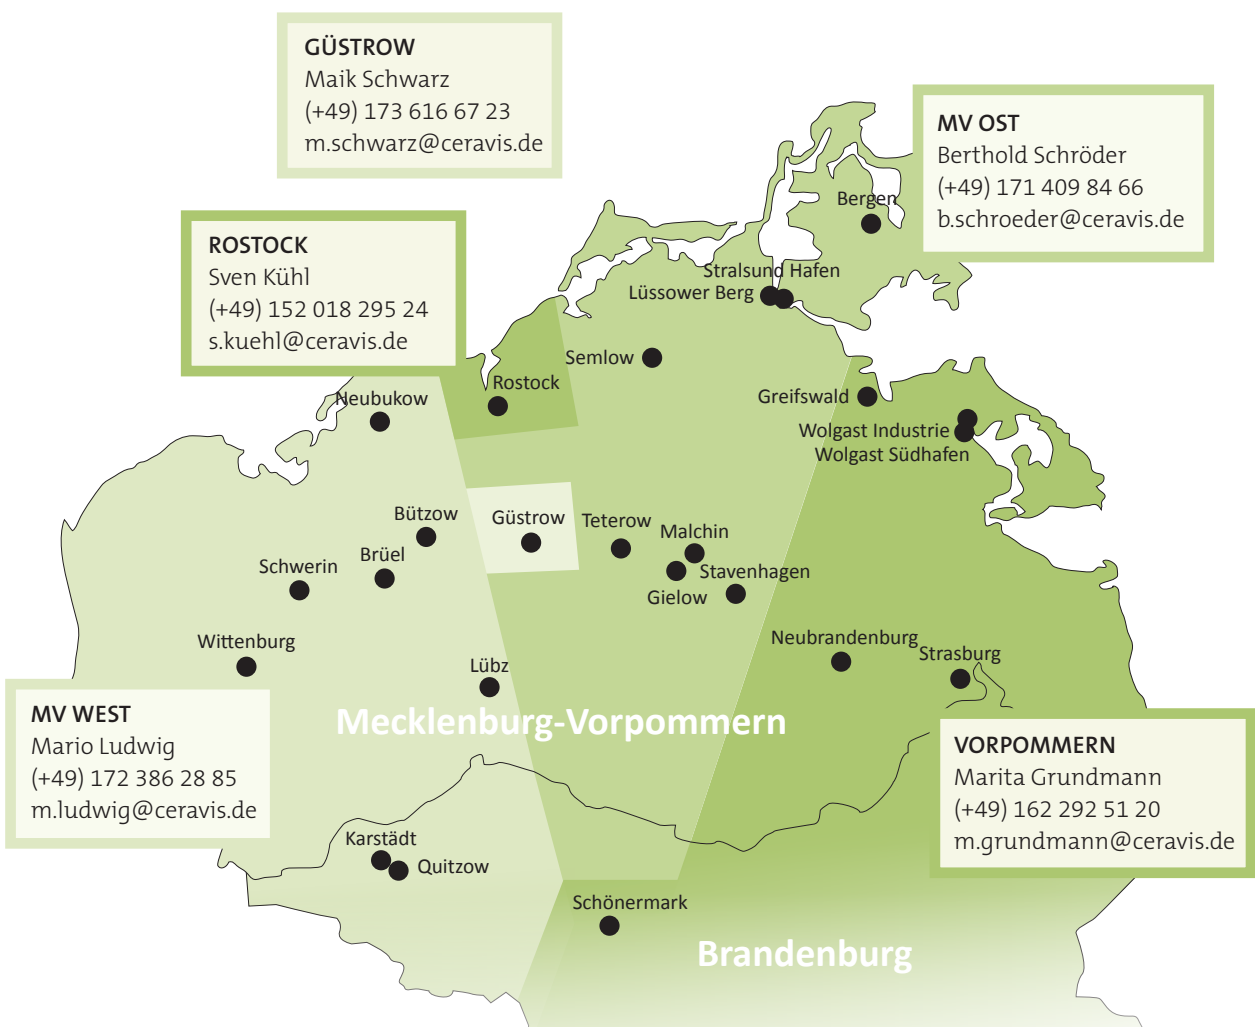 GÜSTROW
Maik Schwarz
(+49) 173 616 67 23
m.schwarz@ceravis.de
MV OST
Berthold Schröder
(+49) 171 409 84 66
b.schroeder@ceravis.de
ROSTOCK
Sven Kühl
(+49) 152 018 295 24
s.kuehl@ceravis.de
Bergen
Stralsund Hafen
Lüssower Berg
Semlow
Rostock
Neubukow
Greifswald
Wolgast Industrie
Wolgast Südhafen
Bützow
Güstrow
Teterow
Malchin
Brüel
Schwerin
Stavenhagen
Gielow
Wittenburg
Neubrandenburg
Strasburg
Lübz
Mecklenburg-Vorpommern
MV WEST
Mario Ludwig
(+49) 172 386 28 85
m.ludwig@ceravis.de
VORPOMMERN
Marita Grundmann
(+49) 162 292 51 20
m.grundmann@ceravis.de
Karstädt
Quitzow
Schönermark
Brandenburg